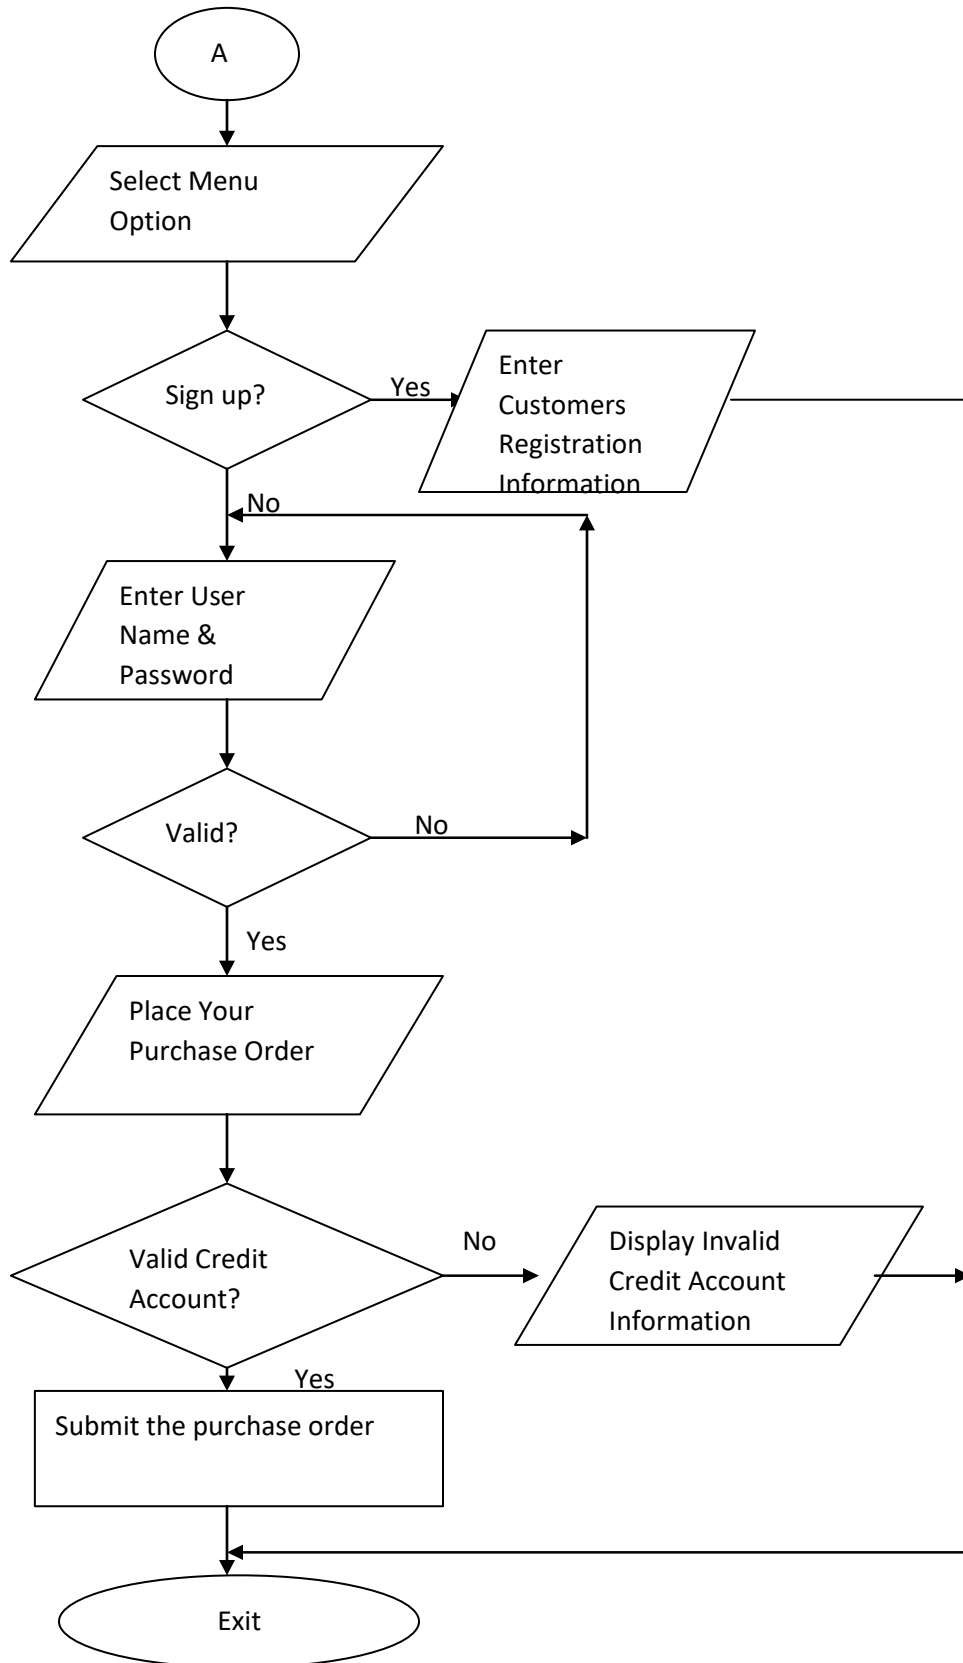 A
Select Menu
Option
Sign up?
Yes
Enter
Customers
Registration
Information
No
Enter User
Name &
Password
Valid?
No
Yes
Place Your
Purchase Order
Valid Credit
Account?
No
Display Invalid
Credit Account
Information
Yes
Submit the purchase order
Exit